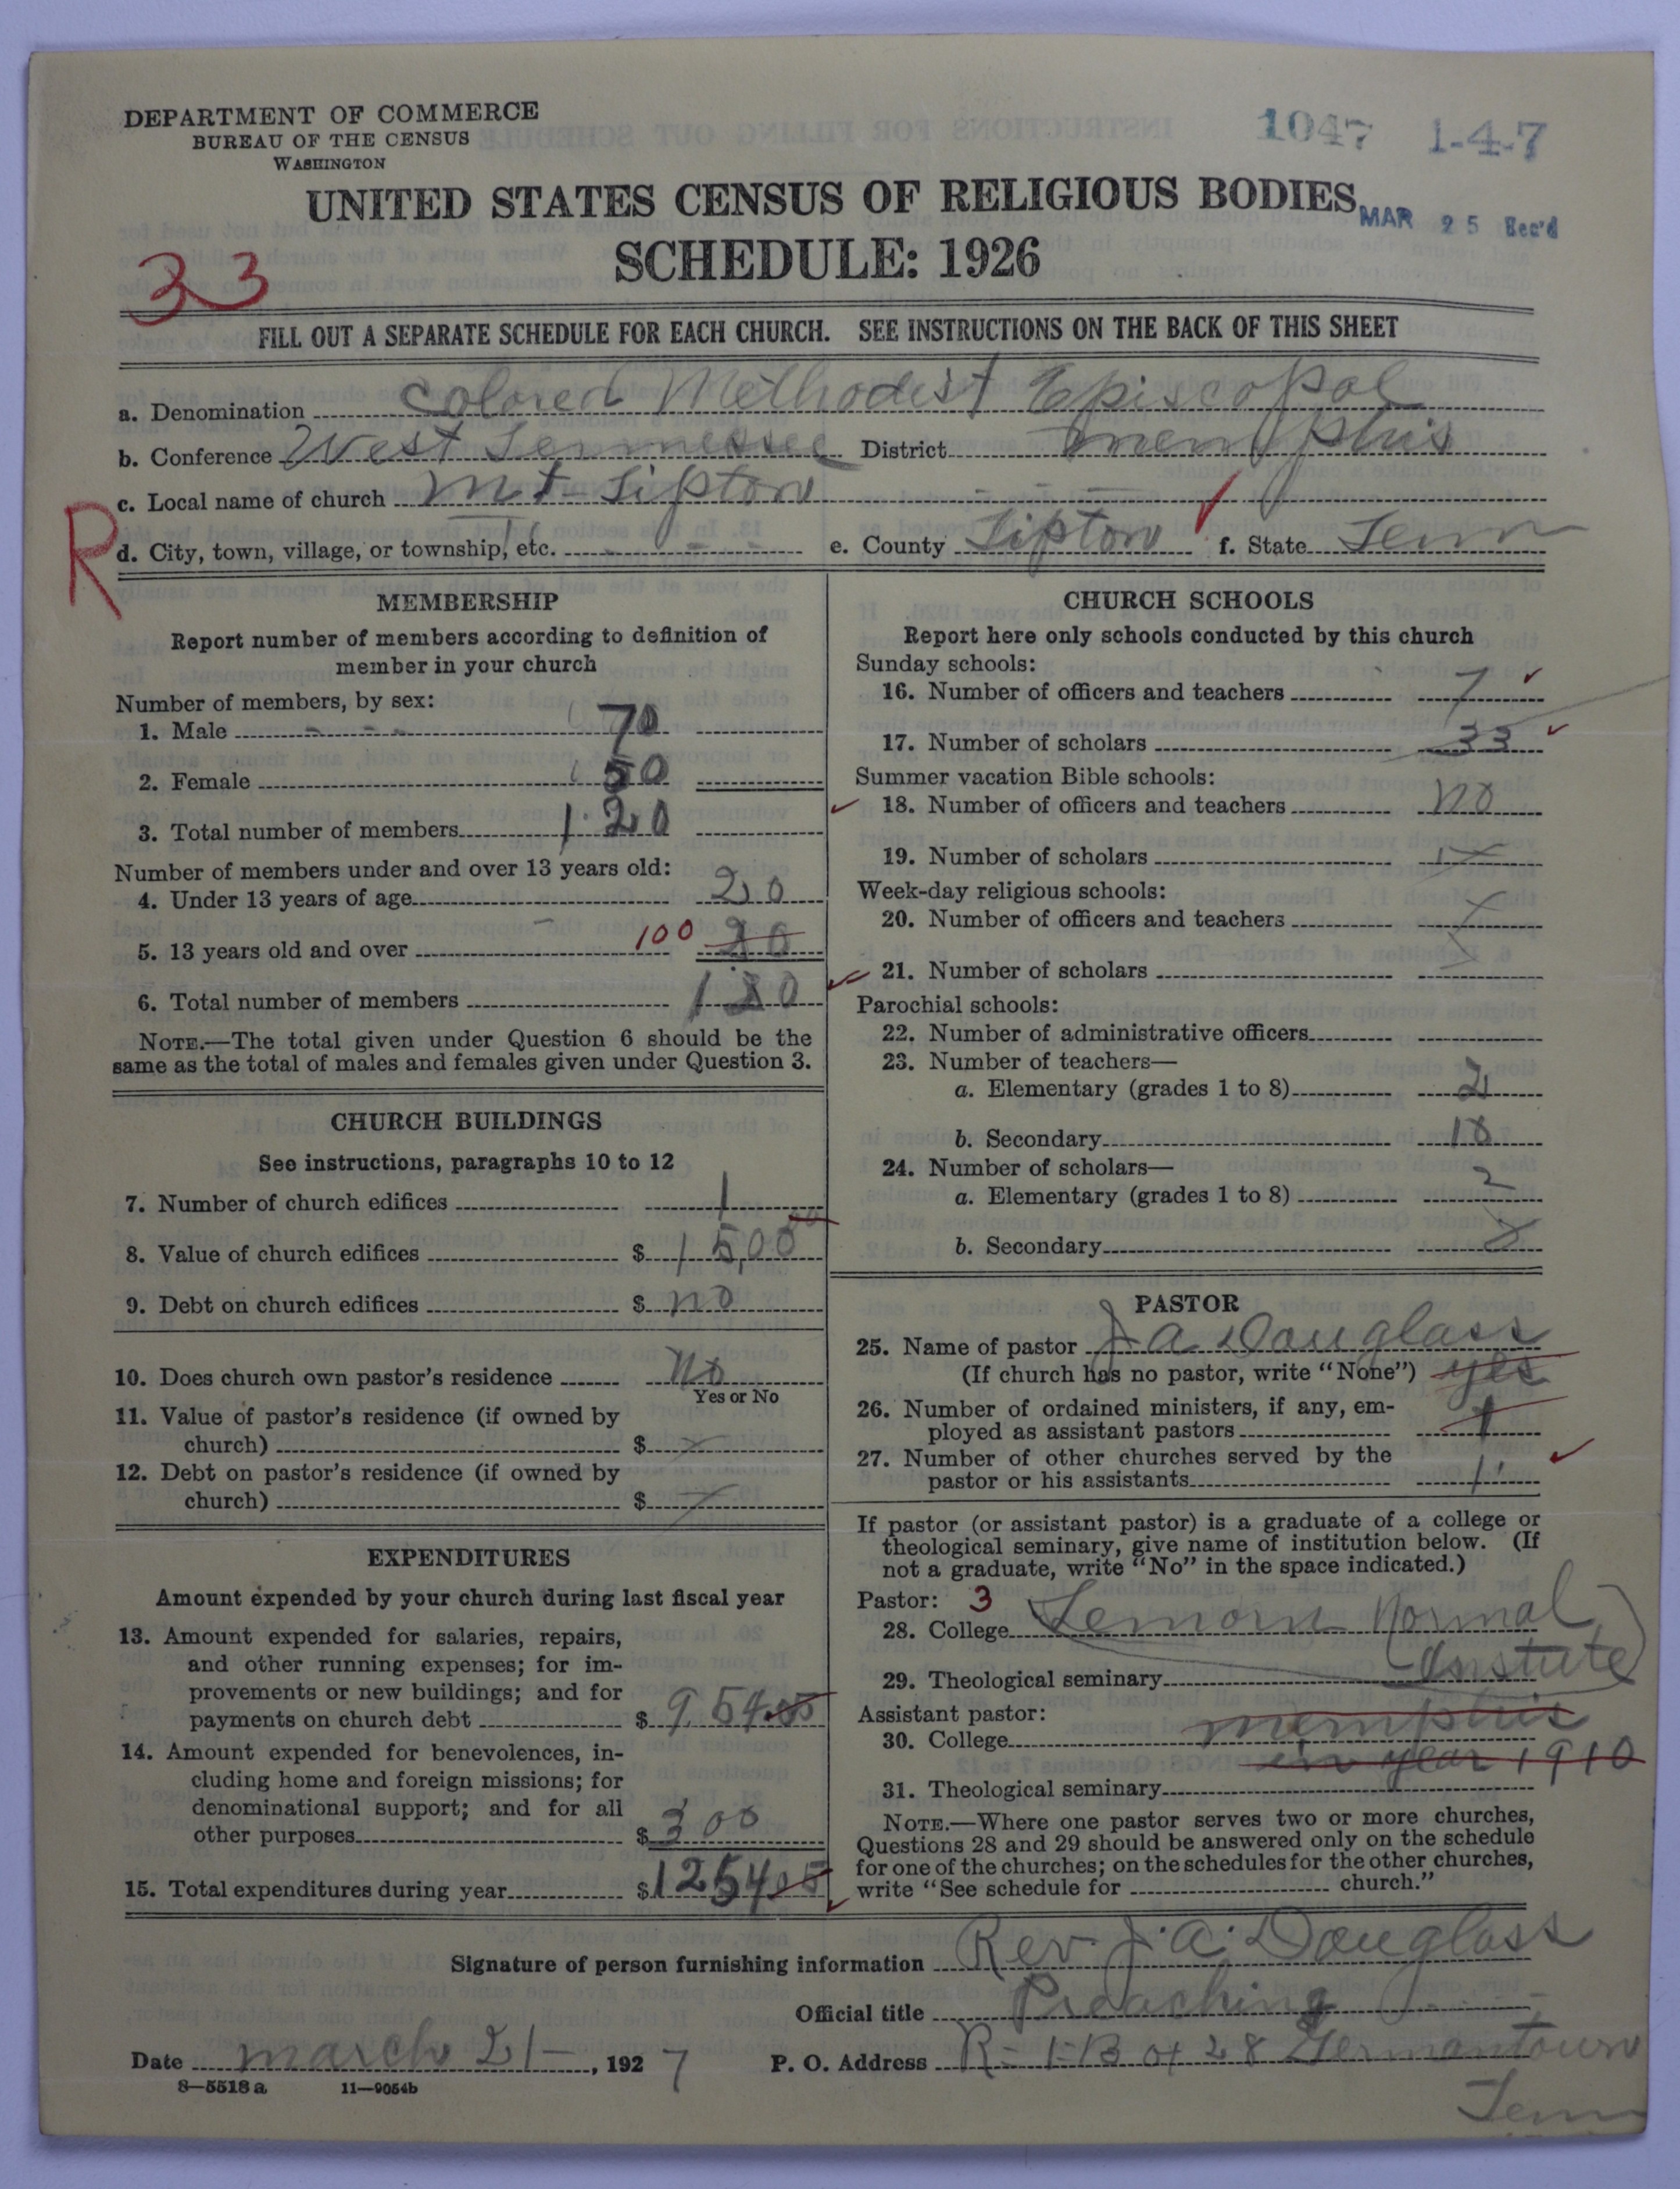 DEPARTMENT OF COMMERCE
BUREAU OF THE CENSUS
WASHINGTON
1047 1-4-7
UNITED STATES CENSUS OF RELIGIOUS BODIES
MAR 25 Rec'd
SCHEDULE: 1926
33
FILL OUT A SEPARATE SCHEDULE FOR EACH CHURCH. SEE INSTRUCTIONS ON THE BACK OF THIS SHEET
a. Denomination Colored Methodist Episcopal
b. Conference West Tennessee District Memphis
c. Local name of church Mt Tipton
R
d. City, town, village, or township, etc. e. County Tipton f. State Tenn
MEMBERSHIP
Report number of members according to definition of
member in your church
Number of members, by sex:
1. Male 70
2. Female 50
3. Total number of members 120
Number of members under and over 13 years old:
4. Under 13 years of age 20
5. 13 years old and over 100 20
6. Total number of members 120
NOTE.—The total given under Question 6 should be the
same as the total of males and females given under Question 3.
CHURCH BUILDINGS
See instructions, paragraphs 10 to 12
7. Number of church edifices 1
8. Value of church edifices $ 1500 00
9. Debt on church edifices $ no
10. Does church own pastor's residence No
Yes or No
11. Value of pastor's residence (if owned by
church) $ x
12. Debt on pastor's residence (if owned by
church) $ x
EXPENDITURES
Amount expended by your church during last fiscal year
13. Amount expended for salaries, repairs,
and other running expenses; for im-
provements or new buildings; and for
payments on church debt $ 954.05
14. Amount expended for benevolences, in-
cluding home and foreign missions; for
denominational support; and for all
other purposes $ 300
15. Total expenditures during year $ 1254 05
CHURCH SCHOOLS
Report here only schools conducted by this church
Sunday schools:
16. Number of officers and teachers 7
17. Number of scholars 33
Summer vacation Bible schools:
18. Number of officers and teachers no
19. Number of scholars x
Week-day religious schools:
20. Number of officers and teachers x
21. Number of scholars
Parochial schools:
22. Number of administrative officers
23. Number of teachers—
a. Elementary (grades 1 to 8) 2
b. Secondary 18
24. Number of scholars—
a. Elementary (grades 1 to 8) 2
b. Secondary
PASTOR
25. Name of pastor J a Douglass
(If church has no pastor, write "None") yes
26. Number of ordained ministers, if any, em-
ployed as assistant pastors 1
27. Number of other churches served by the
pastor or his assistants 1
If pastor (or assistant pastor) is a graduate of a college or
theological seminary, give name of institution below. (If
not a graduate, write "No" in the space indicated.)
Pastor: 3
28. College Lemoin Normal
29. Theological seminary Instute
Assistant pastor:
30. College memphis
in year 1910
31. Theological seminary
NOTE.—Where one pastor serves two or more churches,
Questions 28 and 29 should be answered only on the schedule
for one of the churches; on the schedules for the other churches,
write "See schedule for church."
Signature of person furnishing information Rev. J. a. Douglass
Official title Preaching
Date march 21-, 1927 P. O. Address R- 1-Box 28 Germantown
Tenn
8—5518a 11—9054b